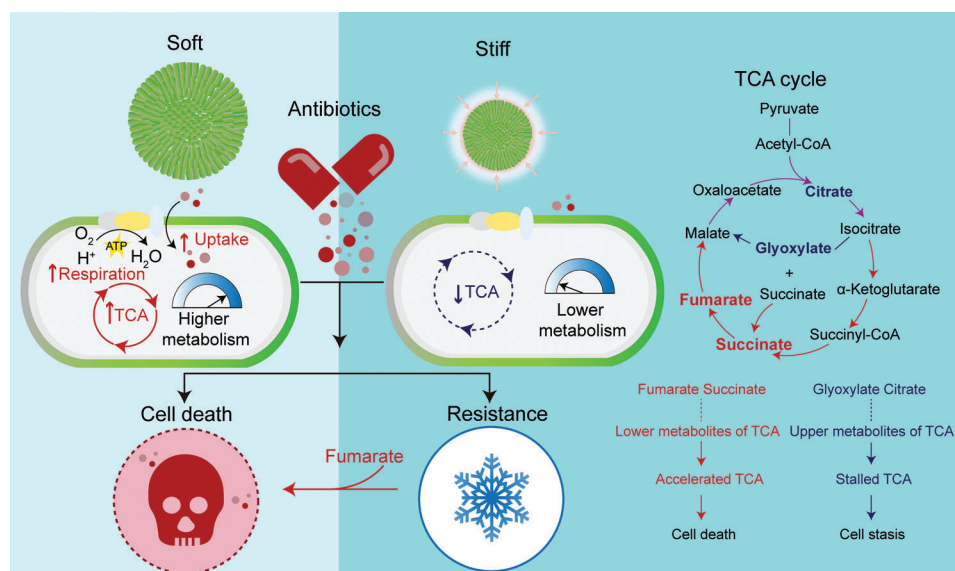 Soft
Stiff
Antibiotics
TCA cycle
Pyruvate
Acetyl-CoA
Oxaloacetate
Citrate
Malate
Isocitrate
Glyoxylate
+
Fumarate
Succinate
α-Ketoglutarate
Succinate
Succinyl-CoA
O₂
H⁺
ATP
H₂O
↑ Uptake
↑ Respiration
↑TCA
Higher
metabolism
↓ TCA
Lower
metabolism
Cell death
Resistance
Fumarate
Fumarate Succinate
Lower metabolites of TCA
Accelerated TCA
Cell death
Glyoxylate Citrate
Upper metabolites of TCA
Stalled TCA
Cell stasis